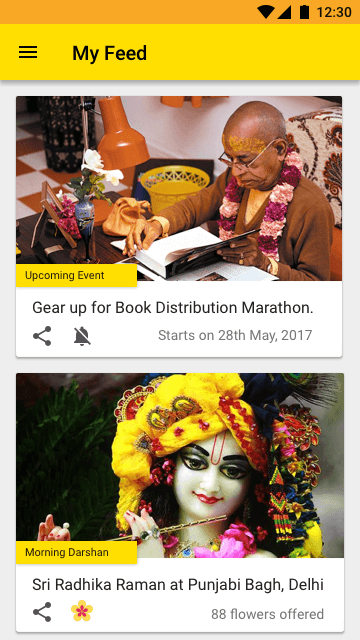 12:30
My Feed
Upcoming Event
Gear up for Book Distribution Marathon.
Starts on 28th May, 2017
Morning Darshan
Sri Radhika Raman at Punjabi Bagh, Delhi
88 flowers offered